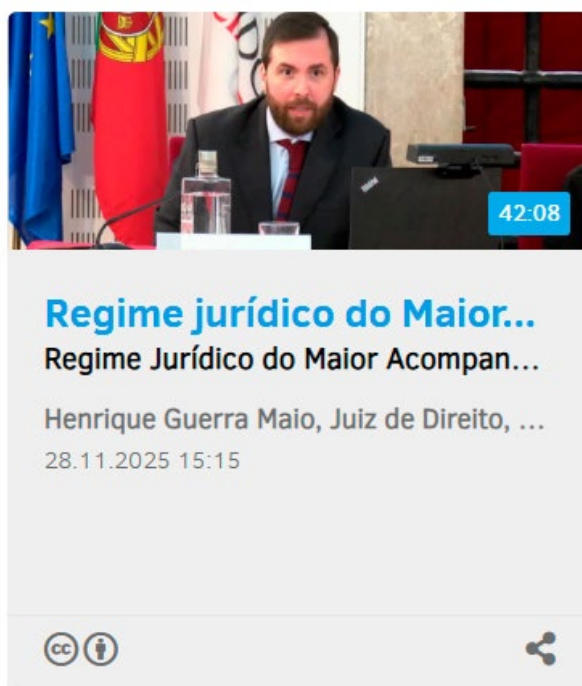 42:08
Regime jurídico do Maior...
Regime Jurídico do Maior Acompan...
Henrique Guerra Maio, Juiz de Direito, ...
28.11.2025 15:15
cc